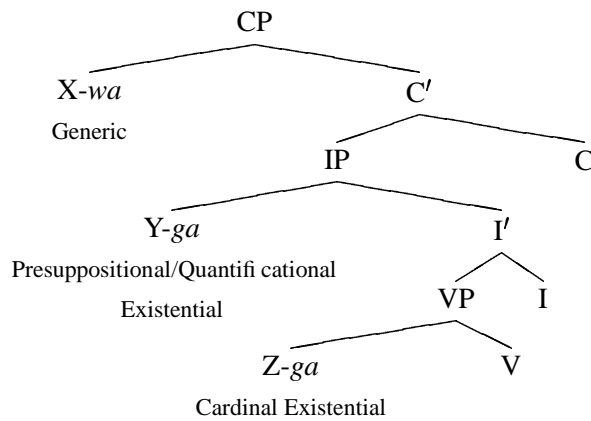 CP
X-wa C′
Generic
IP C
Y-ga I′
Presuppositional/Quantifi cational
Existential
VP I
Z-ga V
Cardinal Existential